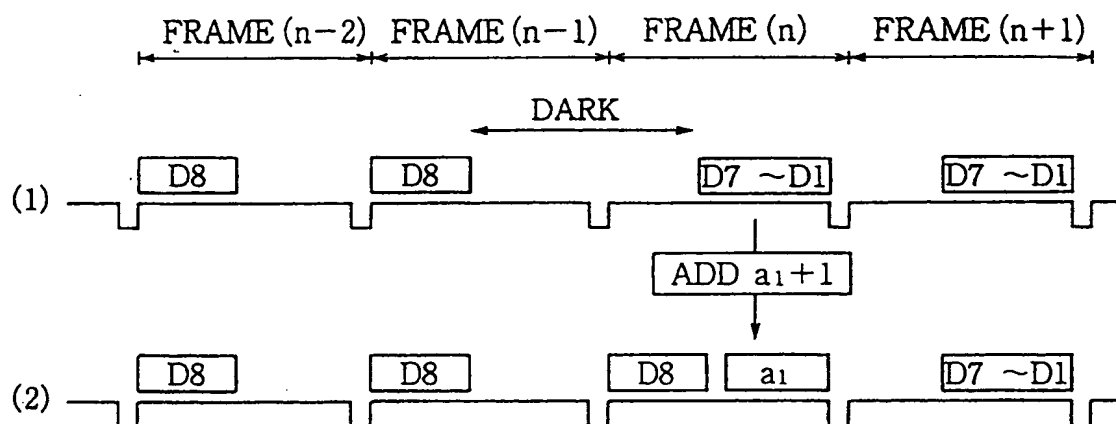 FRAME (n−2) FRAME (n−1) FRAME (n) FRAME (n+1)
DARK
D8 D8 D7 ~D1 D7 ~D1
(1)
ADD a1+1
D8 D8 D8 a1 D7 ~D1
(2)